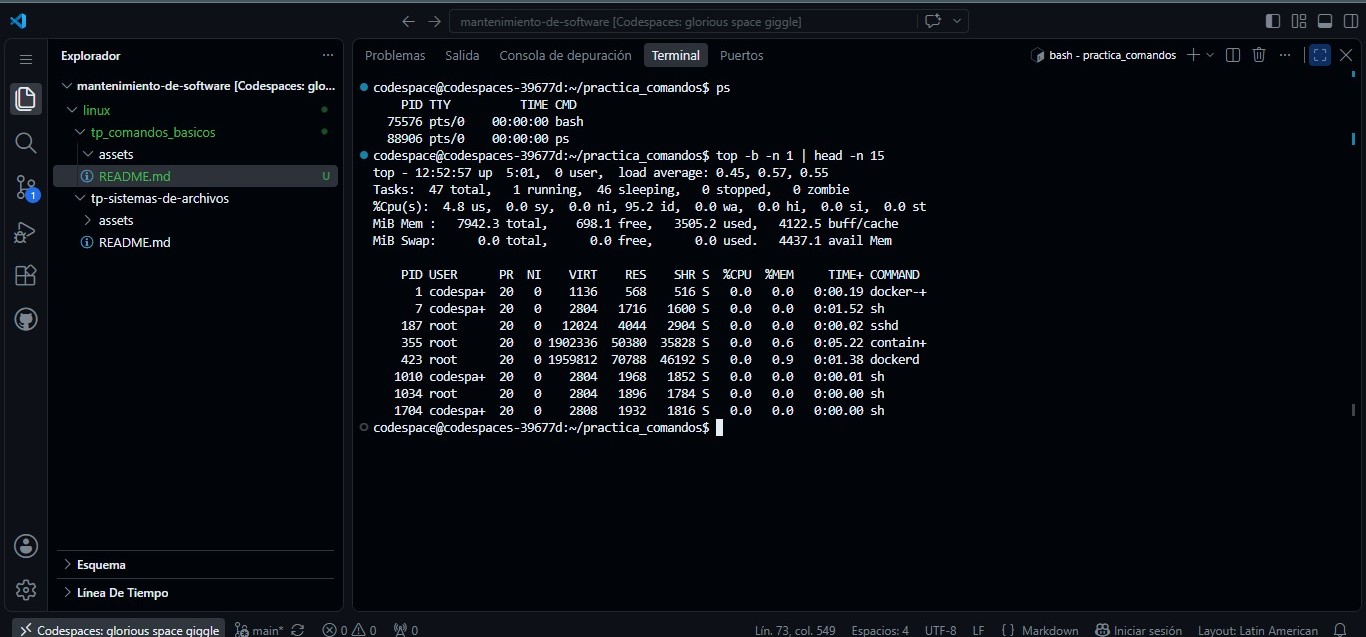 mantenimiento-de-software [Codespaces: glorious space giggle]
Explorador
mantenimiento-de-software [Codespaces: glo...
linux
tp_comandos_basicos
assets
README.md U
tp-sistemas-de-archivos
assets
README.md
1
Esquema
Línea De Tiempo
Problemas Salida Consola de depuración Terminal Puertos
bash - practica_comandos
codespace@codespaces-39677d:~/practica_comandos$ ps
PID TTY TIME CMD
75576 pts/0 00:00:00 bash
88906 pts/0 00:00:00 ps
codespace@codespaces-39677d:~/practica_comandos$ top -b -n 1 | head -n 15
top - 12:52:57 up 5:01, 0 user, load average: 0.45, 0.57, 0.55
Tasks: 47 total, 1 running, 46 sleeping, 0 stopped, 0 zombie
%Cpu(s): 4.8 us, 0.0 sy, 0.0 ni, 95.2 id, 0.0 wa, 0.0 hi, 0.0 si, 0.0 st
MiB Mem : 7942.3 total, 698.1 free, 3505.2 used, 4122.5 buff/cache
MiB Swap: 0.0 total, 0.0 free, 0.0 used. 4437.1 avail Mem
PID USER PR NI VIRT RES SHR S %CPU %MEM TIME+ COMMAND
1 codespa+ 20 0 1136 568 516 S 0.0 0.0 0:00.19 docker-+
7 codespa+ 20 0 2804 1716 1600 S 0.0 0.0 0:01.52 sh
187 root 20 0 12024 4044 2904 S 0.0 0.0 0:00.02 sshd
355 root 20 0 1902336 50380 35828 S 0.0 0.6 0:05.22 contain+
423 root 20 0 1959812 70788 46192 S 0.0 0.9 0:01.38 dockerd
1010 codespa+ 20 0 2804 1968 1852 S 0.0 0.0 0:00.01 sh
1034 root 20 0 2804 1896 1784 S 0.0 0.0 0:00.00 sh
1704 codespa+ 20 0 2808 1932 1816 S 0.0 0.0 0:00.00 sh
codespace@codespaces-39677d:~/practica_comandos$
Codespaces: glorious space giggle main* 0 0 0 Lín. 73, col. 549 Espacios: 4 UTF-8 LF { } Markdown Iniciar sesión Layout: Latin American